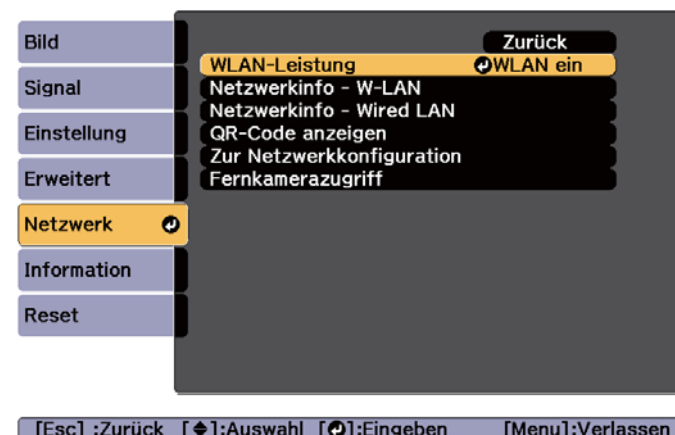 Bild
Signal
Einstellung
Erweitert
Netzwerk
Information
Reset
Zurück
WLAN-Leistung WLAN ein
Netzwerkinfo - W-LAN
Netzwerkinfo - Wired LAN
QR-Code anzeigen
Zur Netzwerkkonfiguration
Fernkamerazugriff
[Esc] :Zurück [◆]:Auswahl [↵]:Eingeben [Menu]:Verlassen